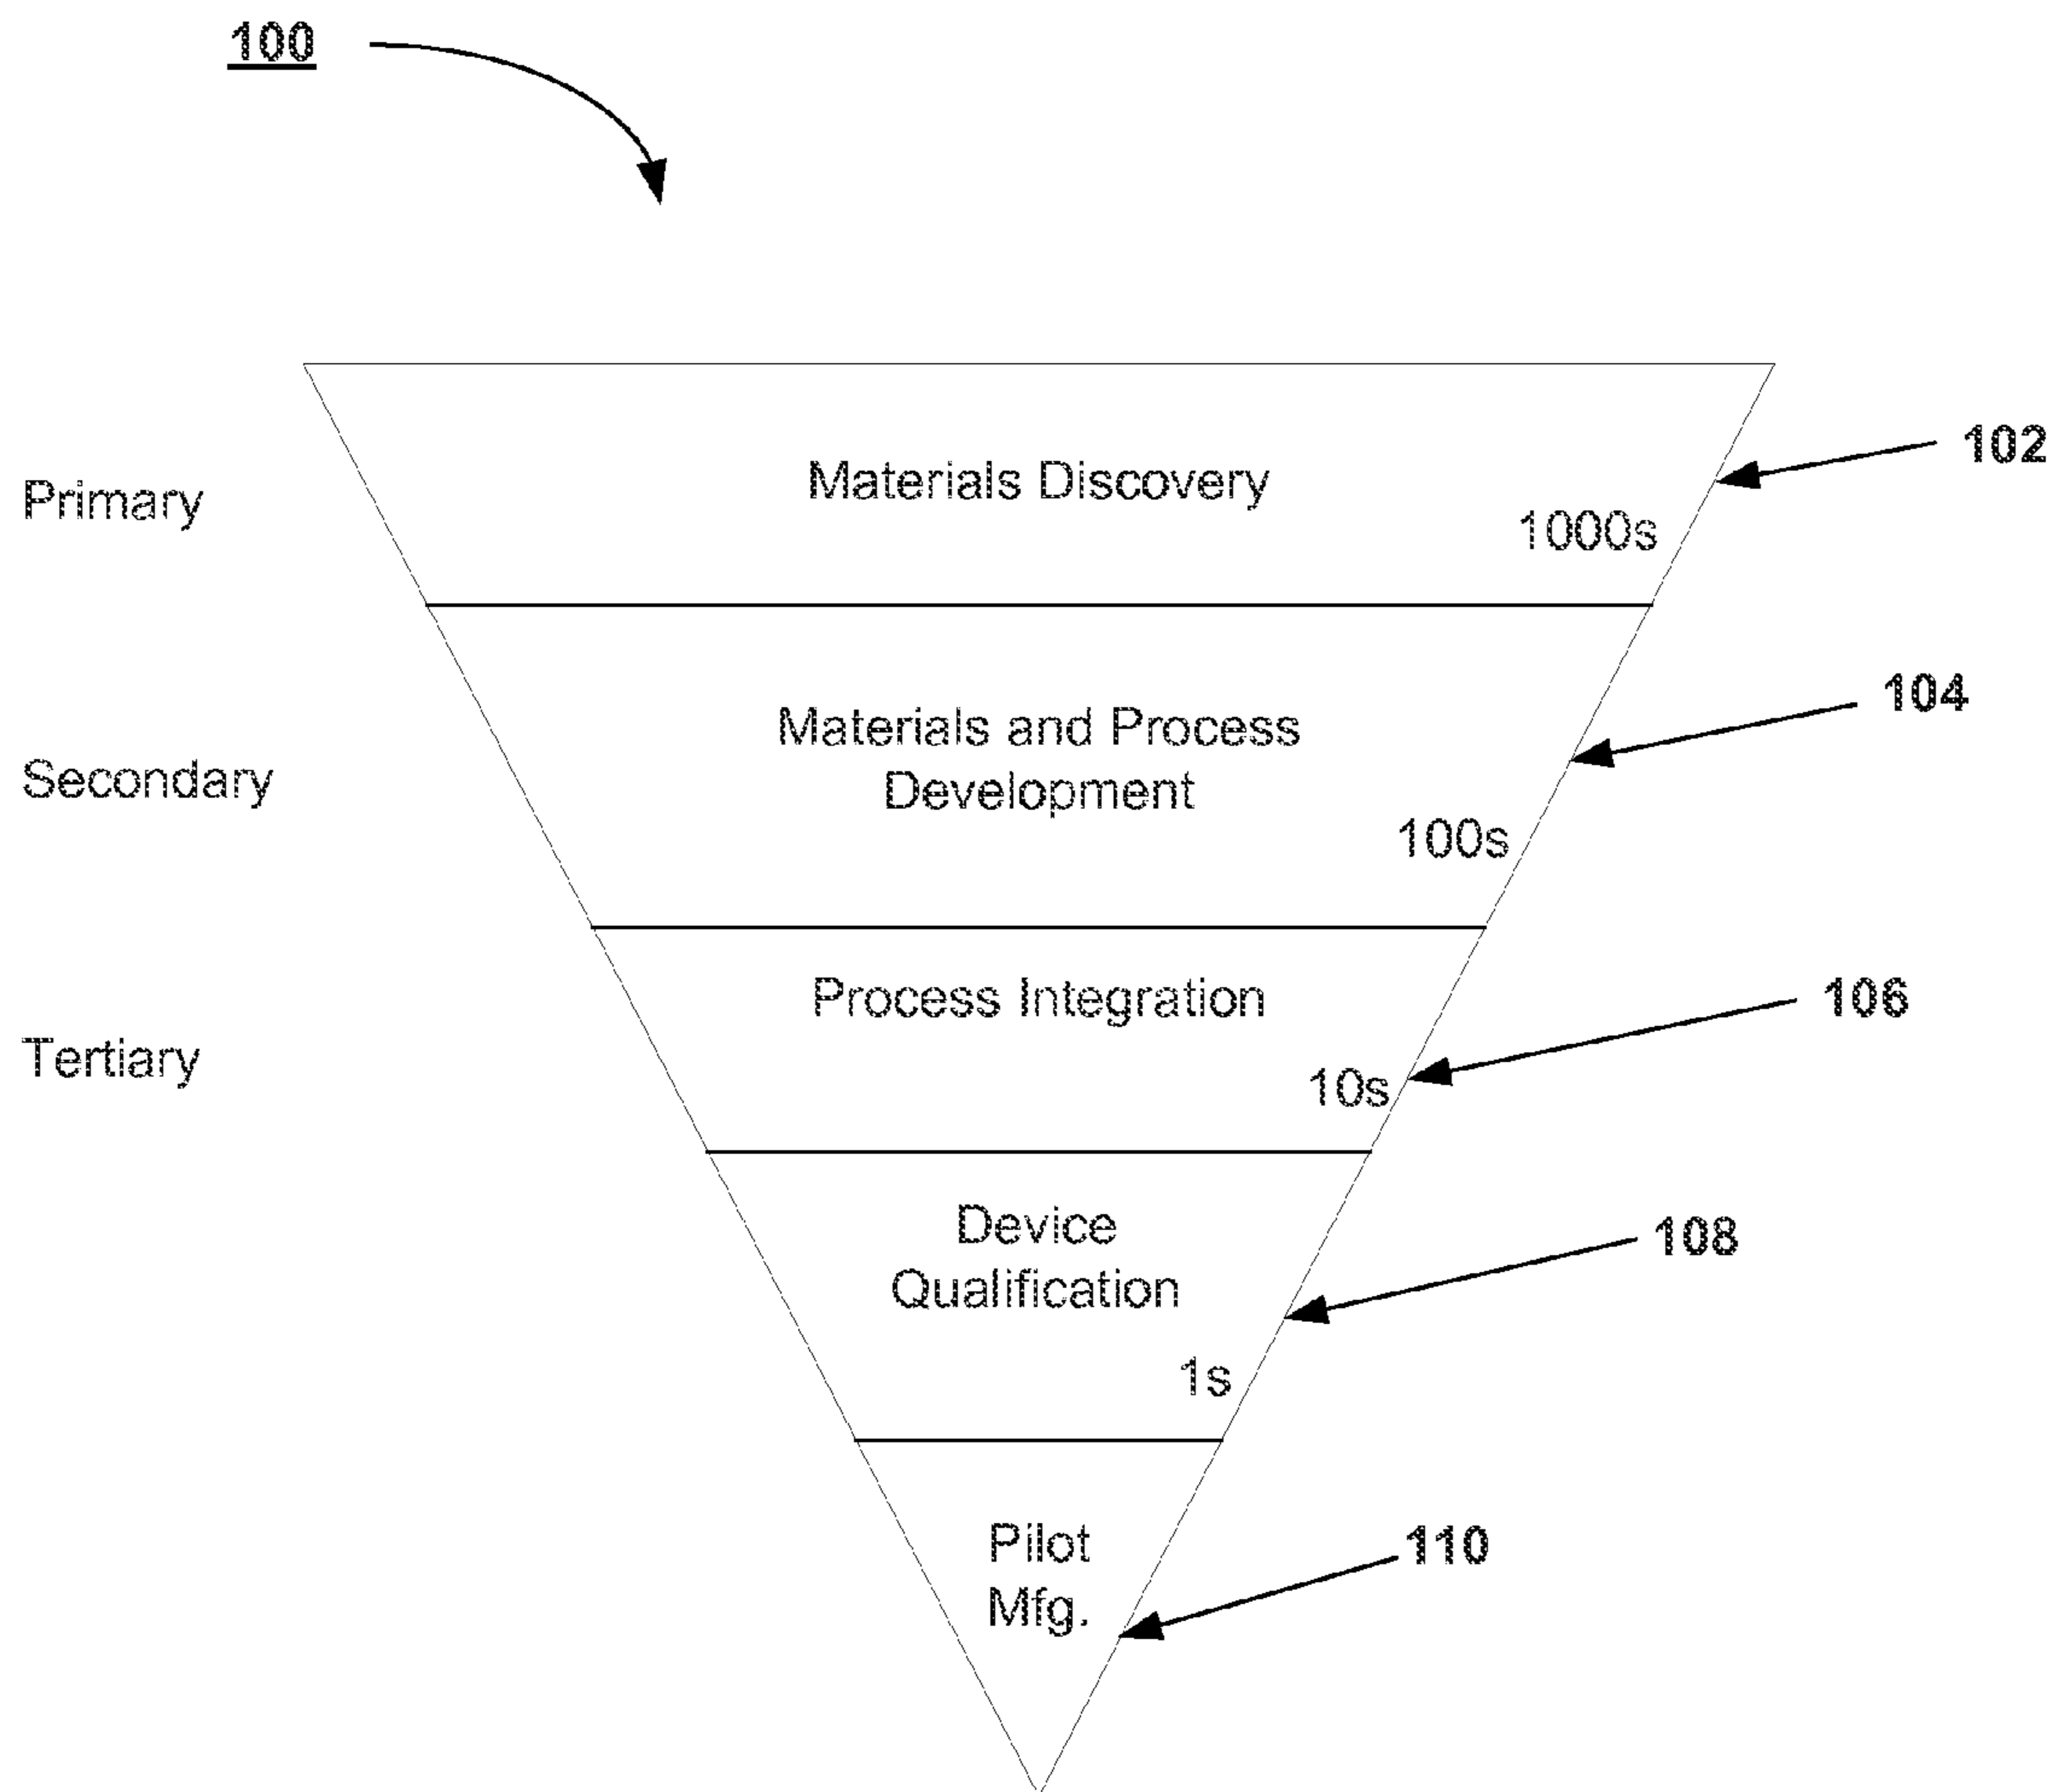 100
102
Materials Discovery
Primary
1000s
104
Materials and Process
Secondary
Development
100s
106
Process Integration
Tertiary
10s
Device
108
Qualification
1s
Pilot
110
Mfg.